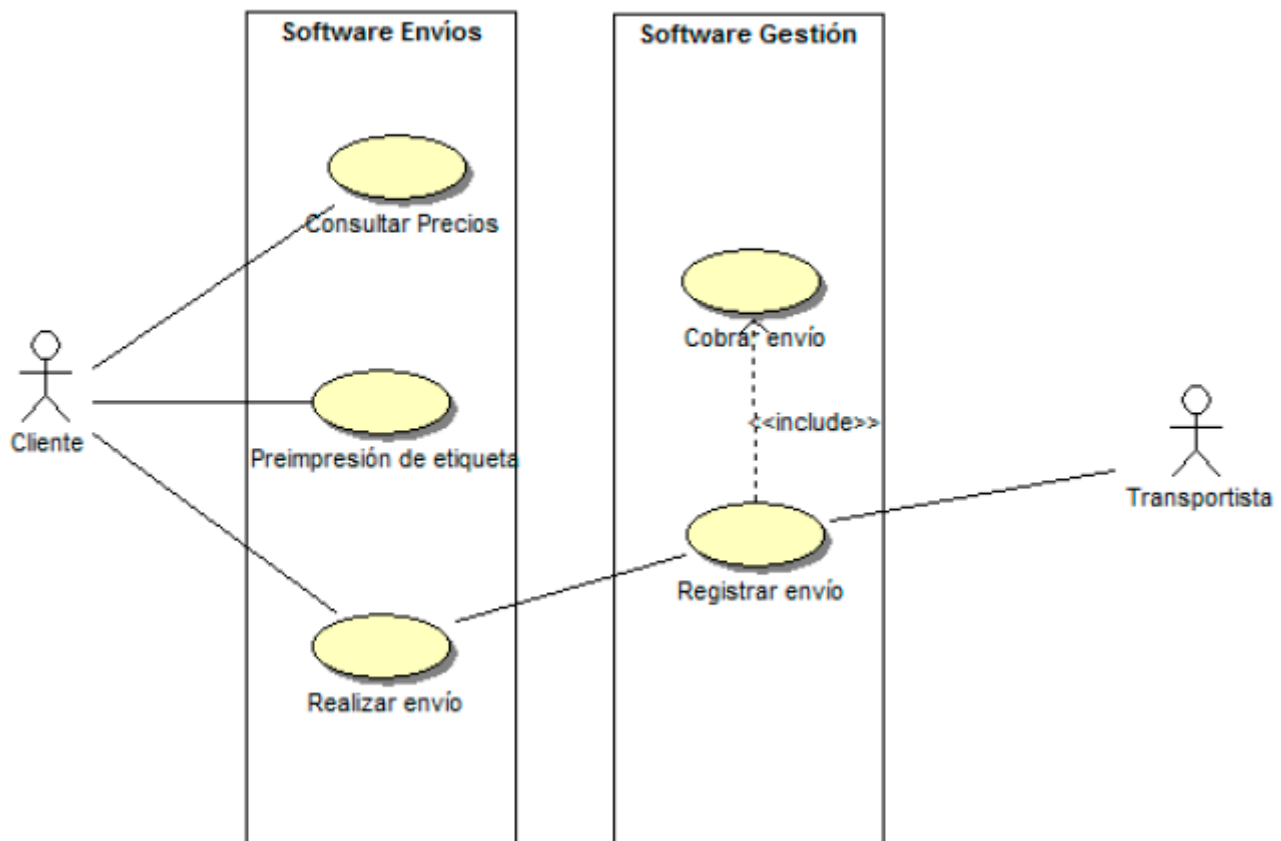 Software Envíos
Software Gestión
Consultar Precios
Cobrar envío
Cliente
Preimpresión de etiqueta
<<include>>
Transportista
Registrar envío
Realizar envío